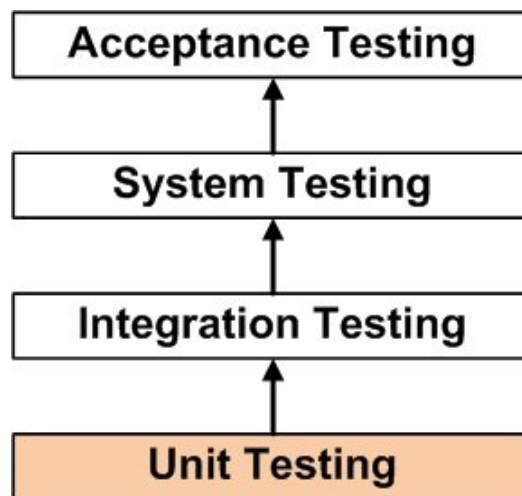 Acceptance Testing
System Testing
Integration Testing
Unit Testing